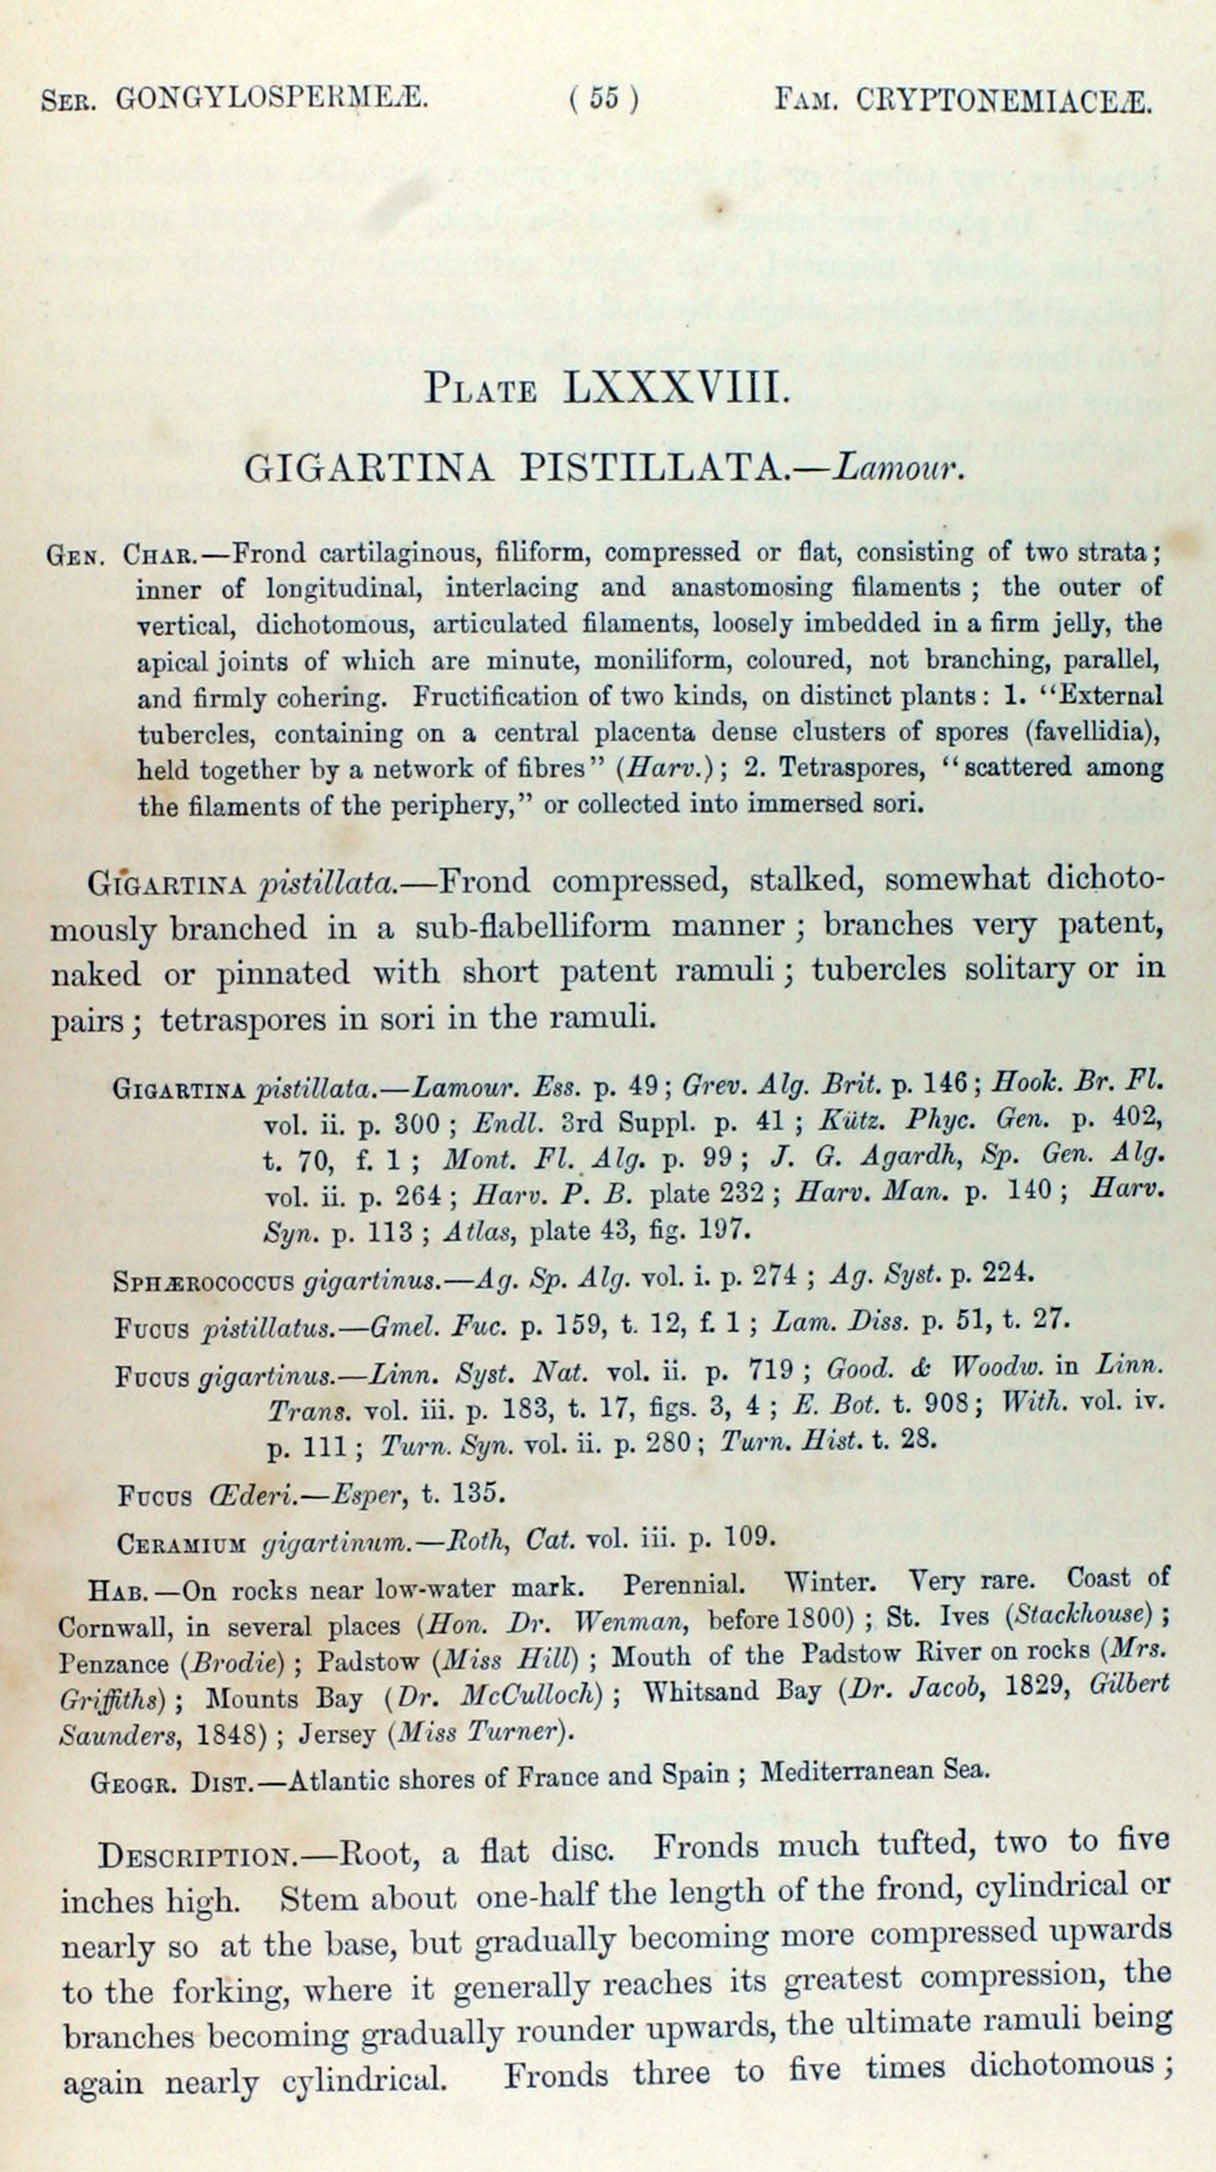 Ser. GONGYLOSPERMEÆ. ( 55 ) Fam. CRYPTONEMIACEÆ.
Plate LXXXVIII.
GIGARTINA PISTILLATA.—Lamour.
Gen. Char.—Frond cartilaginous, filiform, compressed or flat, consisting of two strata;
inner of longitudinal, interlacing and anastomosing filaments ; the outer of
vertical, dichotomous, articulated filaments, loosely imbedded in a firm jelly, the
apical joints of which are minute, moniliform, coloured, not branching, parallel,
and firmly cohering. Fructification of two kinds, on distinct plants : 1. “External
tubercles, containing on a central placenta dense clusters of spores (favellidia),
held together by a network of fibres” (Harv.) ; 2. Tetraspores, “scattered among
the filaments of the periphery,” or collected into immersed sori.
Gigartina pistillata.—Frond compressed, stalked, somewhat dichoto-
mously branched in a sub-flabelliform manner ; branches very patent,
naked or pinnated with short patent ramuli ; tubercles solitary or in
pairs ; tetraspores in sori in the ramuli.
Gigartina pistillata.—Lamour. Ess. p. 49 ; Grev. Alg. Brit. p. 146 ; Hook. Br. Fl.
vol. ii. p. 300 ; Endl. 3rd Suppl. p. 41 ; Kütz. Phyc. Gen. p. 402,
t. 70, f. 1 ; Mont. Fl. Alg. p. 99 ; J. G. Agardh, Sp. Gen. Alg.
vol. ii. p. 264 ; Harv. P. B. plate 232 ; Harv. Man. p. 140 ; Harv.
Syn. p. 113 ; Atlas, plate 43, fig. 197.
Sphærococcus gigartinus.—Ag. Sp. Alg. vol. i. p. 274 ; Ag. Syst. p. 224.
Fucus pistillatus.—Gmel. Fuc. p. 159, t. 12, f. 1 ; Lam. Diss. p. 51, t. 27.
Fucus gigartinus.—Linn. Syst. Nat. vol. ii. p. 719 ; Good. & Woodw. in Linn.
Trans. vol. iii. p. 183, t. 17, figs. 3, 4 ; E. Bot. t. 908 ; With. vol. iv.
p. 111 ; Turn. Syn. vol. ii. p. 280 ; Turn. Hist. t. 28.
Fucus Œderi.—Esper, t. 135.
Ceramium gigartinum.—Roth, Cat. vol. iii. p. 109.
Hab.—On rocks near low-water mark. Perennial. Winter. Very rare. Coast of
Cornwall, in several places (Hon. Dr. Wenman, before 1800) ; St. Ives (Stackhouse) ;
Penzance (Brodie) ; Padstow (Miss Hill) ; Mouth of the Padstow River on rocks (Mrs.
Griffiths) ; Mounts Bay (Dr. McCulloch) ; Whitsand Bay (Dr. Jacob, 1829, Gilbert
Saunders, 1848) ; Jersey (Miss Turner).
Geogr. Dist.—Atlantic shores of France and Spain ; Mediterranean Sea.
Description.—Root, a flat disc. Fronds much tufted, two to five
inches high. Stem about one-half the length of the frond, cylindrical or
nearly so at the base, but gradually becoming more compressed upwards
to the forking, where it generally reaches its greatest compression, the
branches becoming gradually rounder upwards, the ultimate ramuli being
again nearly cylindrical. Fronds three to five times dichotomous ;